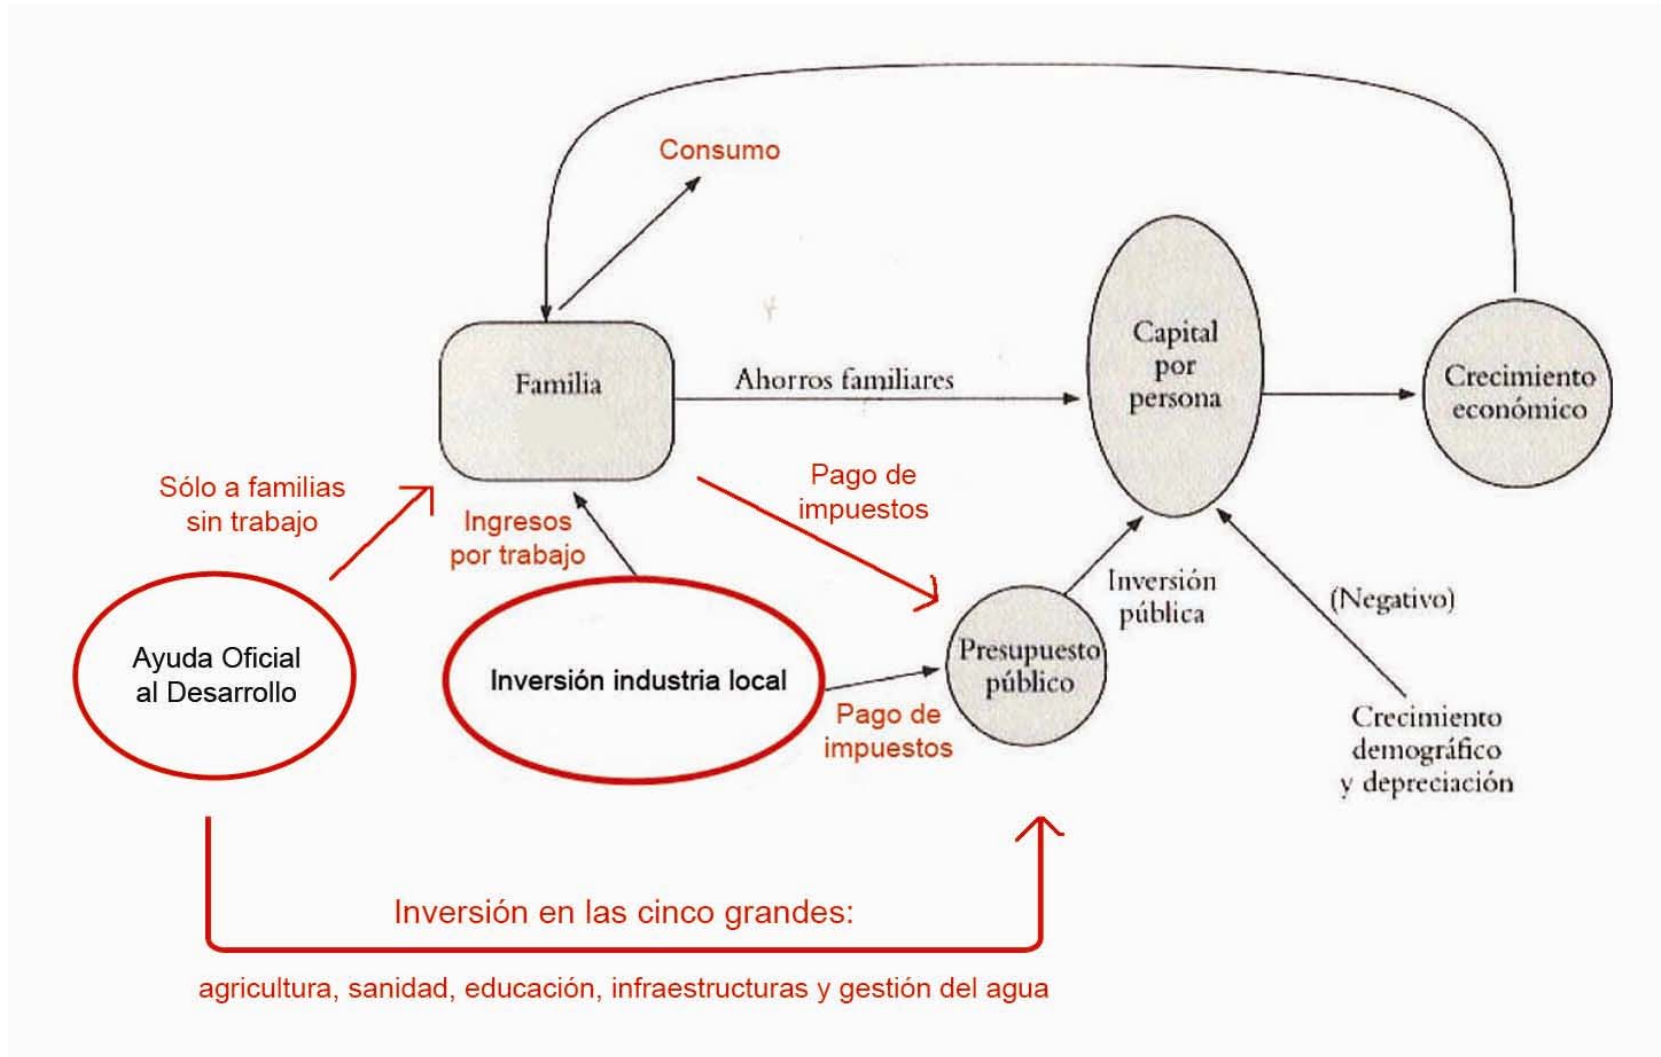 Consumo
Familia
Ahorros familiares
Capital
por
persona
Crecimiento
económico
Sólo a familias
sin trabajo
Ingresos
por trabajo
Pago de
impuestos
Inversión
pública
(Negativo)
Ayuda Oficial
al Desarrollo
Inversión industria local
Presupuesto
público
Pago de
impuestos
Crecimiento
demográfico
y depreciación
Inversión en las cinco grandes:
agricultura, sanidad, educación, infraestructuras y gestión del agua